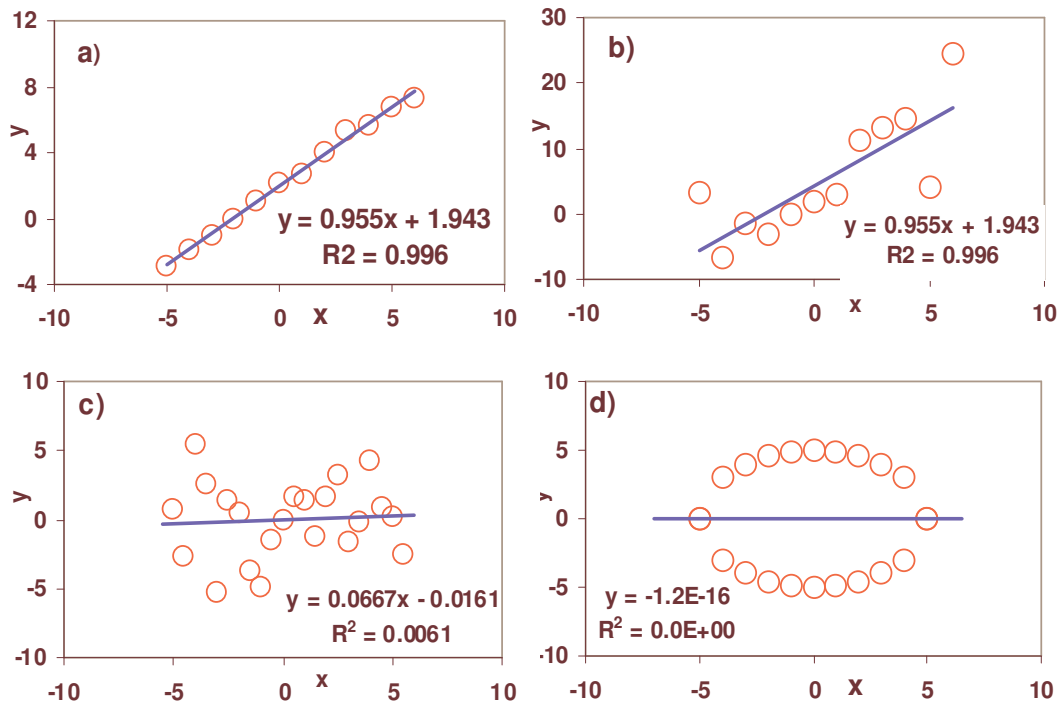 12
a)
8
y
4
0
y = 0.955x + 1.943
R2 = 0.996
-4
-10 -5 0 x 5 10
30
b)
20
y
10
0
y = 0.955x + 1.943
R2 = 0.996
-10
-10 -5 0 x 5 10
10
c)
5
y
0
-5
y = 0.0667x - 0.0161
R² = 0.0061
-10
-10 -5 0 x 5 10
10
d)
5
y
0
-5
y = -1.2E-16
R² = 0.0E+00
-10
-10 -5 0 x 5 10